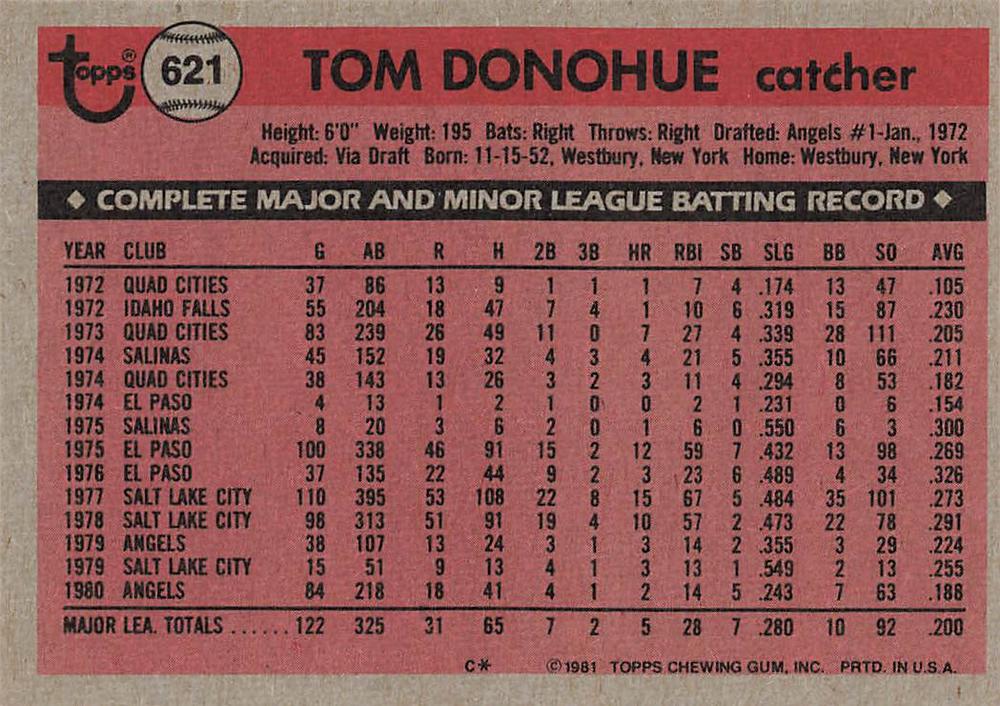 Topps® 621 TOM DONOHUE catcher
Height: 6'0" Weight: 195 Bats: Right Throws: Right Drafted: Angels #1-Jan., 1972
Acquired: Via Draft Born: 11-15-52, Westbury, New York Home: Westbury, New York
◆ COMPLETE MAJOR AND MINOR LEAGUE BATTING RECORD ◆
YEAR CLUB G AB R H 2B 3B HR RBI SB SLG BB SO AVG
1972 QUAD CITIES 37 86 13 9 1 1 1 7 4 .174 13 47 .105
1972 IDAHO FALLS 55 204 18 47 7 4 1 10 6 .319 15 87 .230
1973 QUAD CITIES 83 239 26 49 11 0 7 27 4 .339 28 111 .205
1974 SALINAS 45 152 19 32 4 3 4 21 5 .355 10 66 .211
1974 QUAD CITIES 38 143 13 26 3 2 3 11 4 .294 8 53 .182
1974 EL PASO 4 13 1 2 1 0 0 2 1 .231 0 6 .154
1975 SALINAS 8 20 3 6 2 0 1 6 0 .550 6 3 .300
1975 EL PASO 100 338 46 91 15 2 12 59 7 .432 13 98 .269
1976 EL PASO 37 135 22 44 9 2 3 23 6 .489 4 34 .326
1977 SALT LAKE CITY 110 395 53 108 22 8 15 67 5 .484 35 101 .273
1978 SALT LAKE CITY 98 313 51 91 19 4 10 57 2 .473 22 78 .291
1979 ANGELS 38 107 13 24 3 1 3 14 2 .355 3 29 .224
1979 SALT LAKE CITY 15 51 9 13 4 1 3 13 1 .549 2 13 .255
1980 ANGELS 84 218 18 41 4 1 2 14 5 .243 7 63 .188
MAJOR LEA. TOTALS ......122 325 31 65 7 2 5 28 7 .280 10 92 .200
C* ©1981 TOPPS CHEWING GUM, INC. PRTD. IN U.S.A.